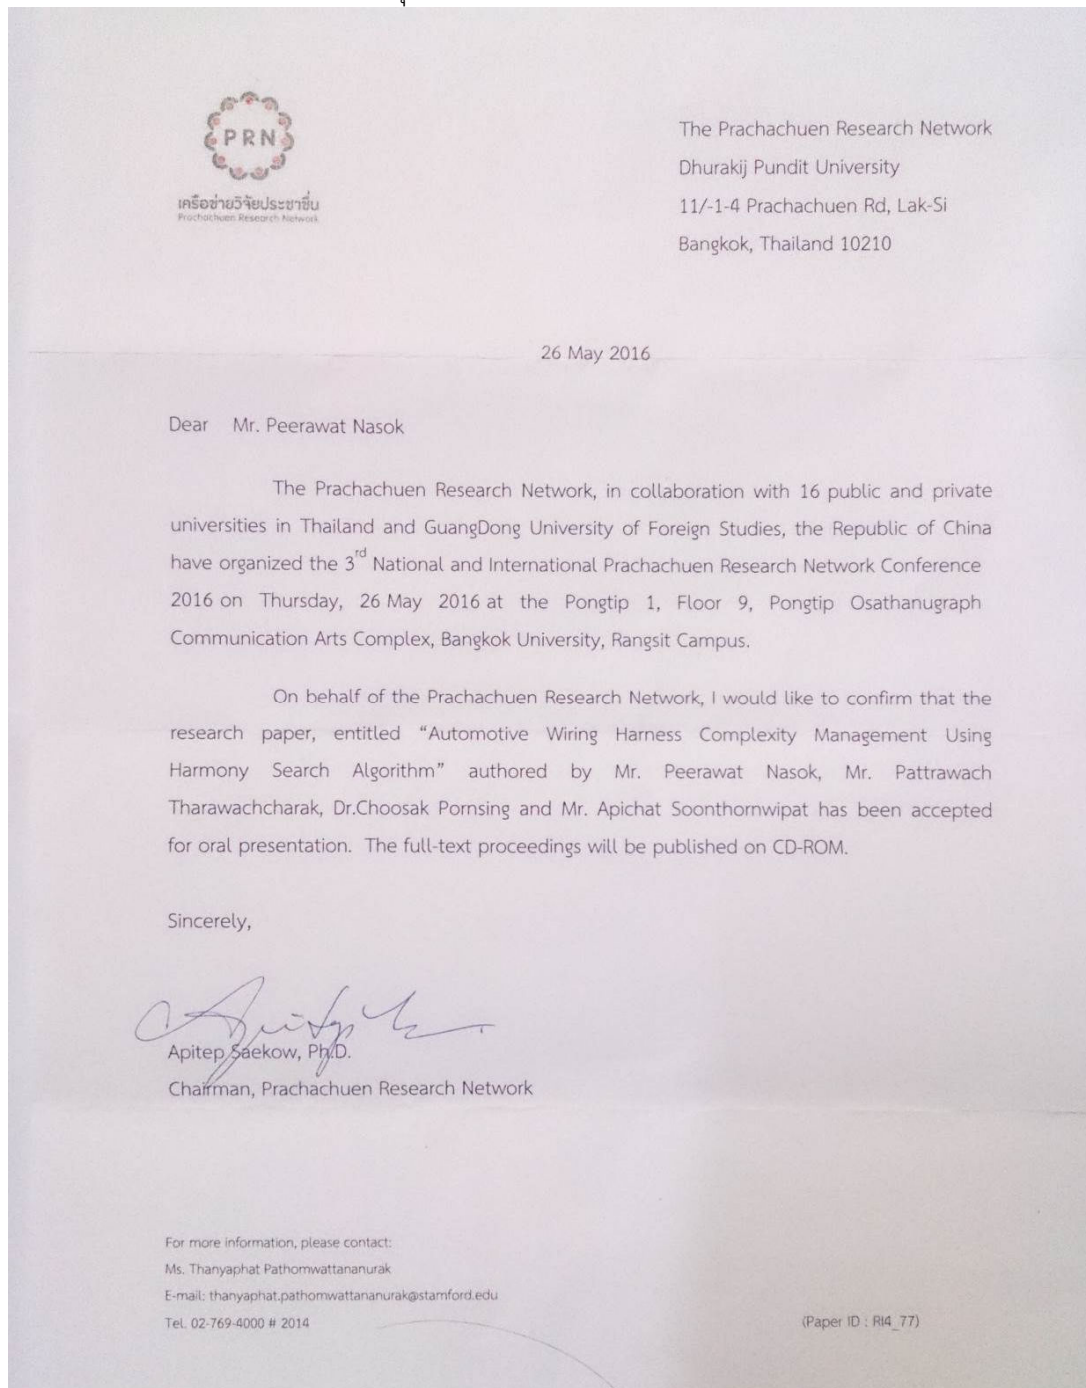 PRN
เครือข่ายวิจัยประชาชื่น
Prachachuen Research Network
The Prachachuen Research Network
Dhurakij Pundit University
11/-1-4 Prachachuen Rd, Lak-Si
Bangkok, Thailand 10210
26 May 2016
Dear Mr. Peerawat Nasok
The Prachachuen Research Network, in collaboration with 16 public and private
universities in Thailand and GuangDong University of Foreign Studies, the Republic of China
have organized the 3rd National and International Prachachuen Research Network Conference
2016 on Thursday, 26 May 2016 at the Pongtip 1, Floor 9, Pongtip Osathanugraph
Communication Arts Complex, Bangkok University, Rangsit Campus.
On behalf of the Prachachuen Research Network, I would like to confirm that the
research paper, entitled “Automotive Wiring Harness Complexity Management Using
Harmony Search Algorithm” authored by Mr. Peerawat Nasok, Mr. Pattrawach
Tharawachcharak, Dr.Choosak Pornsing and Mr. Apichat Soonthornwipat has been accepted
for oral presentation. The full-text proceedings will be published on CD-ROM.
Sincerely,
Apitep Saekow, Ph.D.
Chairman, Prachachuen Research Network
For more information, please contact:
Ms. Thanyaphat Pathomwattananurak
E-mail: thanyaphat.pathomwattananurak@stamford.edu
Tel. 02-769-4000 # 2014
(Paper ID : RI4_77)